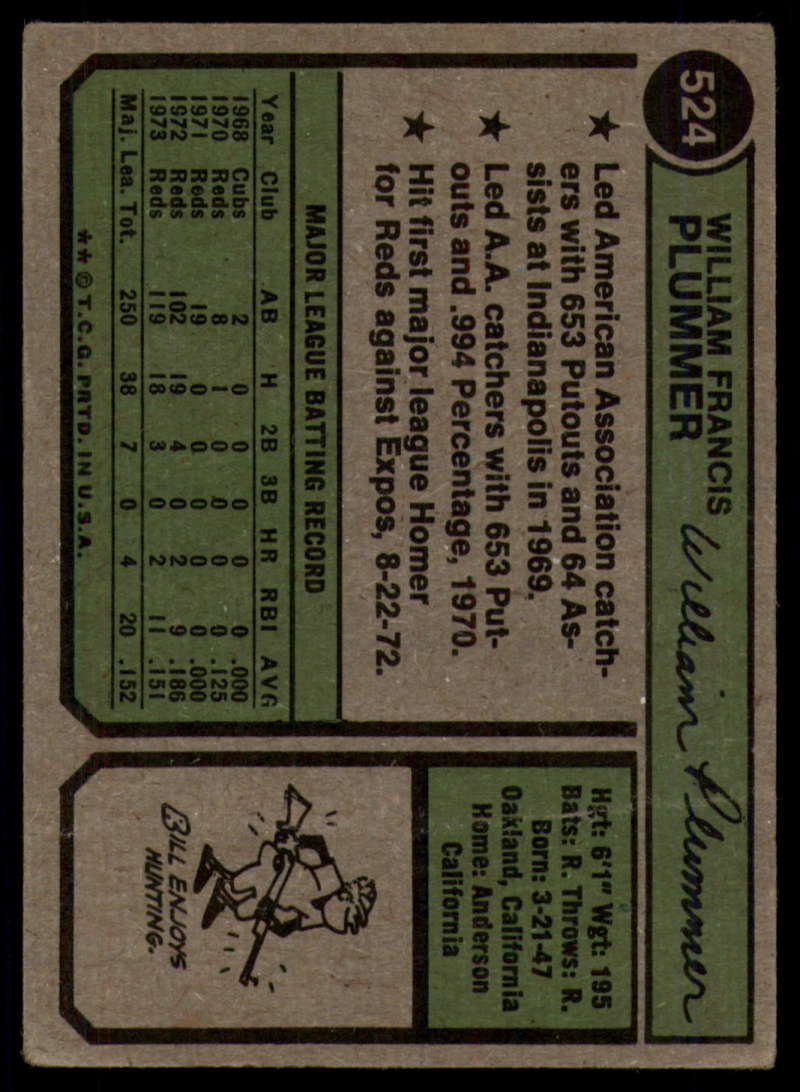 524
WILLIAM FRANCIS
PLUMMER
William Plummer
★ Led American Association catch-
ers with 653 Putouts and 64 As-
sists at Indianapolis in 1969.
★ Led A.A. catchers with 653 Put-
outs and .994 Percentage, 1970.
★ Hit first major league Homer
for Reds against Expos, 8-22-72.
MAJOR LEAGUE BATTING RECORD
Year Club AB H 2B 3B HR RBI AVG
1968 Cubs 2 0 0 0 0 0 .000
1970 Reds 8 1 0 0 0 0 .125
1971 Reds 19 0 0 0 0 0 .000
1972 Reds 102 19 4 0 2 9 .186
1973 Reds 119 18 3 0 2 11 .151
Maj. Lea. Tot. 250 38 7 0 4 20 .152
★★ © T.C.G. PRTD. IN U.S.A.
Hgt: 6'1" Wgt: 195
Bats: R. Throws: R.
Born: 3-21-47
Oakland, California
Home: Anderson
California
BILL ENJOYS
HUNTING.